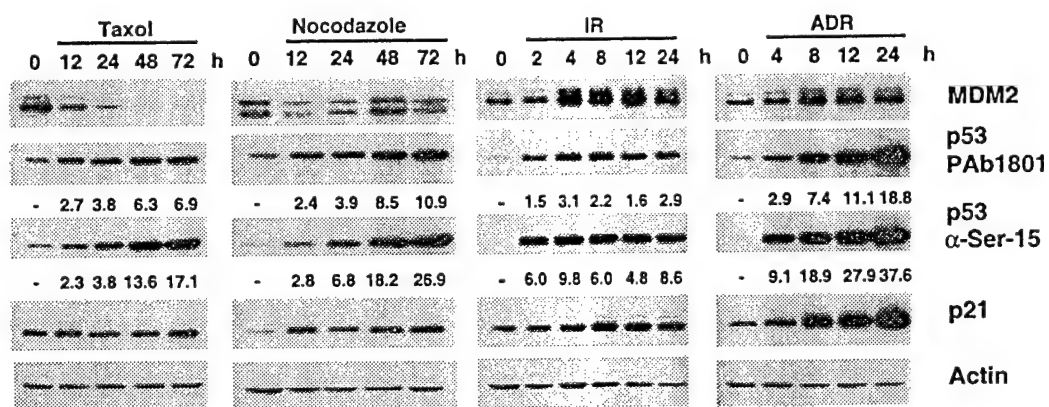 Taxol Nocodazole IR ADR
0 12 24 48 72 h 0 12 24 48 72 h 0 2 4 8 12 24 h 0 4 8 12 24 h
MDM2
p53
PAb1801
- 2.7 3.8 6.3 6.9 - 2.4 3.9 8.5 10.9 - 1.5 3.1 2.2 1.6 2.9 - 2.9 7.4 11.1 18.8
p53
α-Ser-15
- 2.3 3.8 13.6 17.1 - 2.8 6.8 18.2 26.9 - 6.0 9.8 6.0 4.8 8.6 - 9.1 18.9 27.9 37.6
p21
Actin